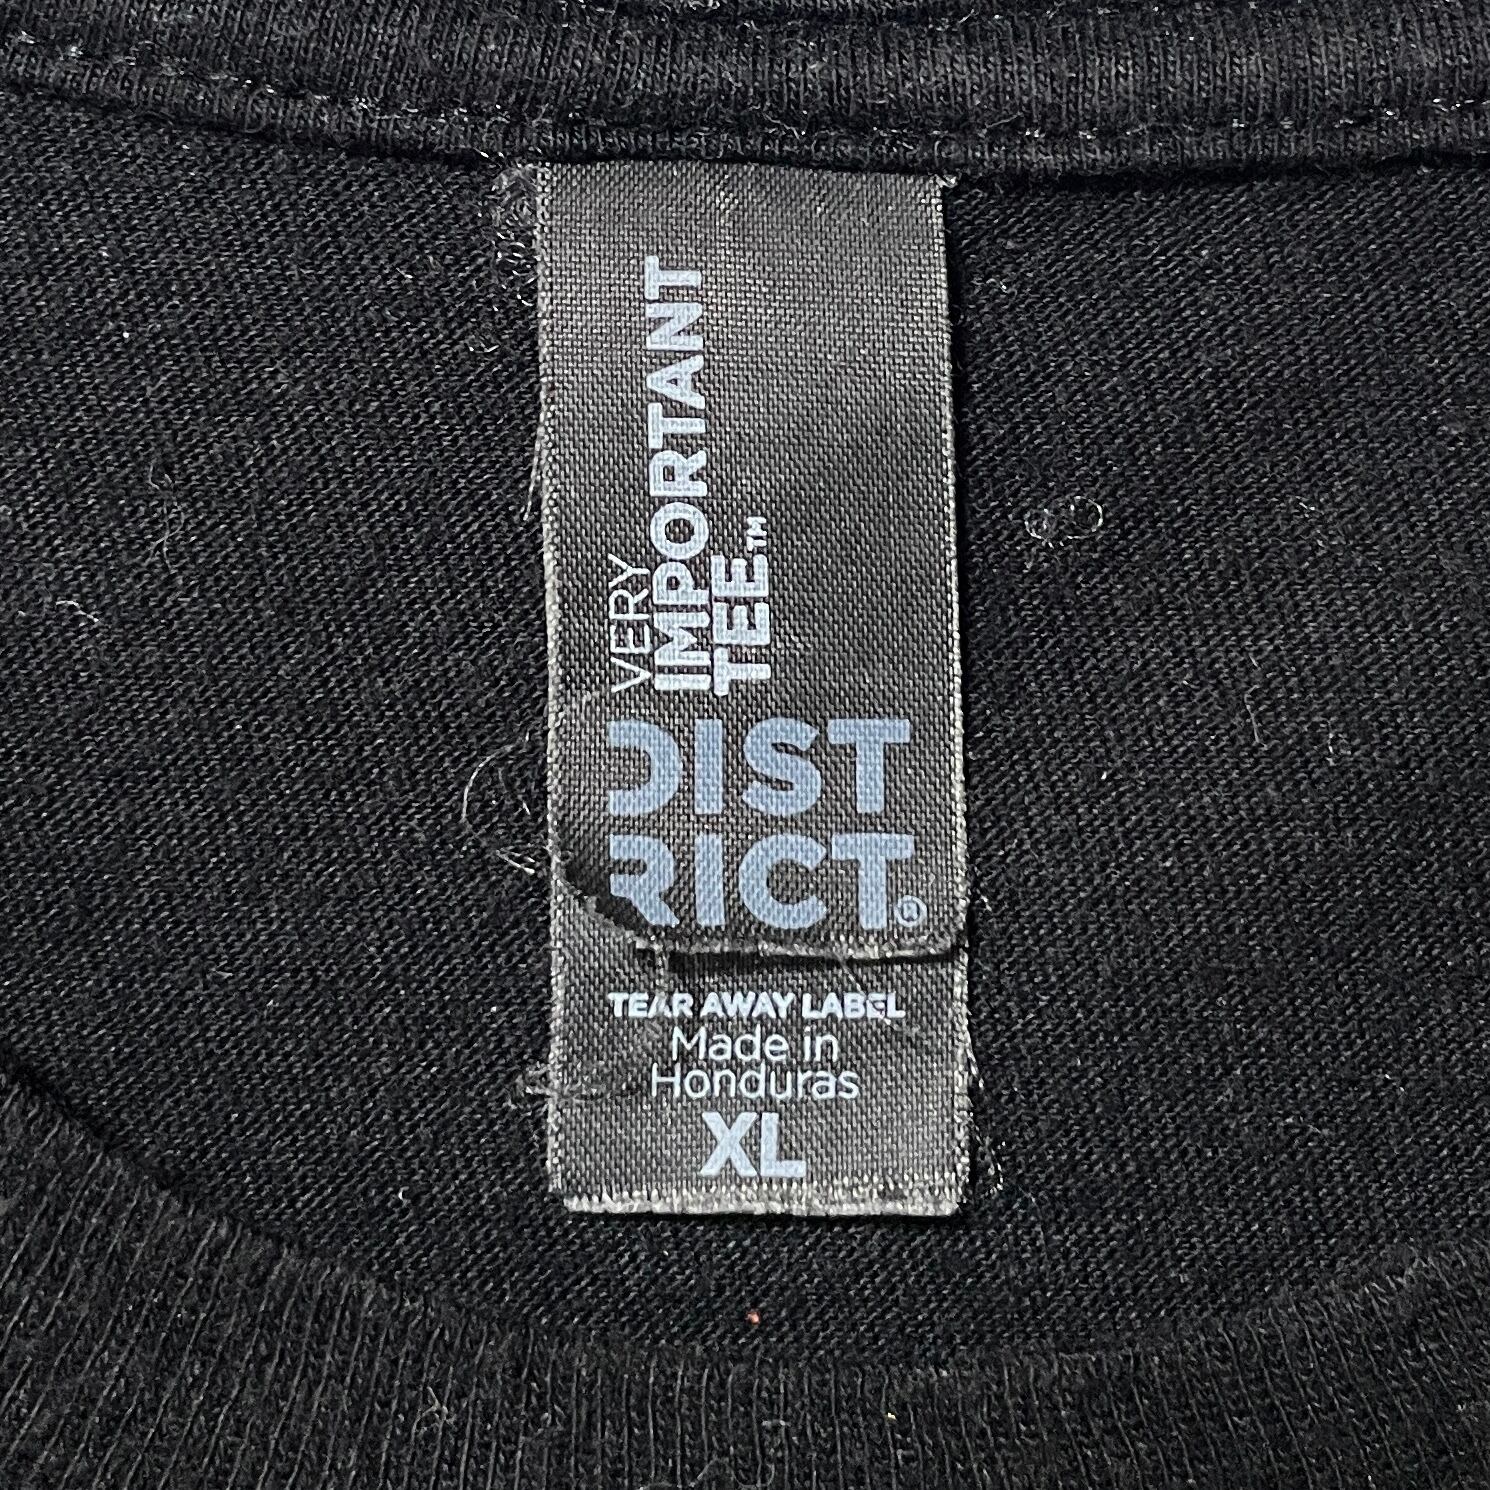 VERY
IMPORTANT
TEE™
DIST
RICT®
TEAR AWAY LABEL
Made in
Honduras
XL